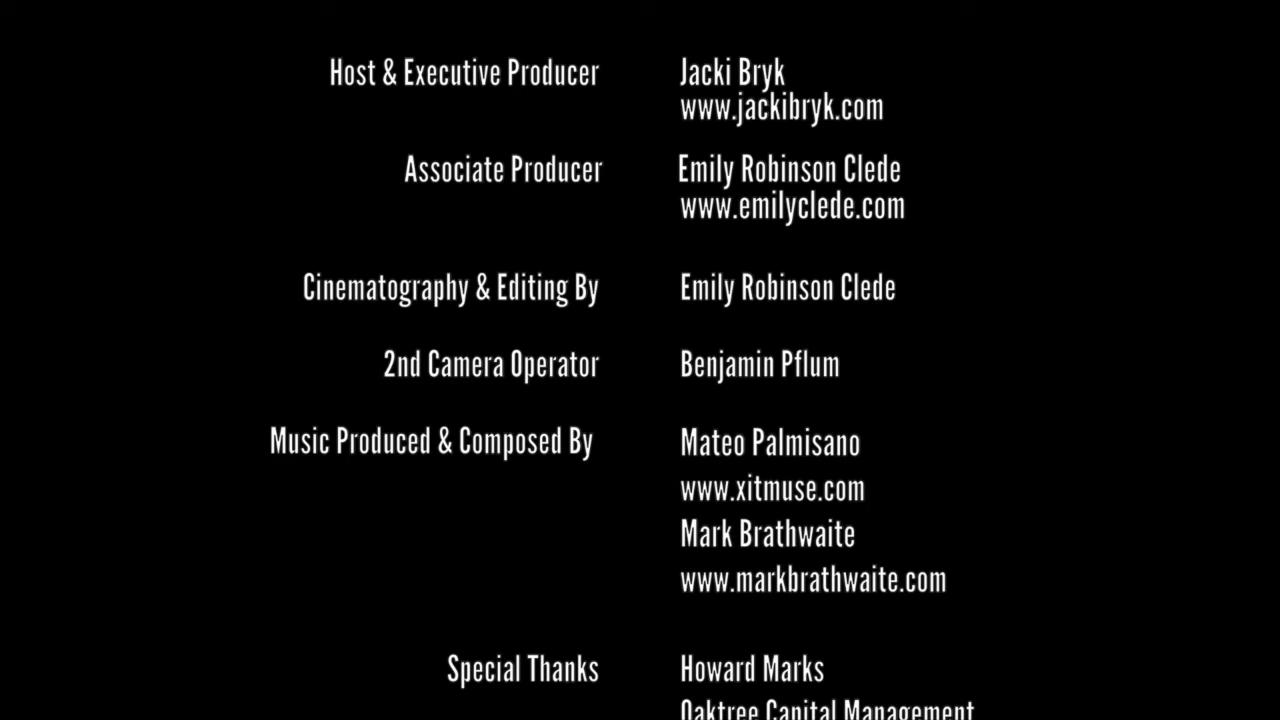 Host & Executive Producer Jacki Bryk
www.jackibryk.com
Associate Producer Emily Robinson Clede
www.emilyclede.com
Cinematography & Editing By Emily Robinson Clede
2nd Camera Operator Benjamin Pflum
Music Produced & Composed By Mateo Palmisano
www.xitmuse.com
Mark Brathwaite
www.markbrathwaite.com
Special Thanks Howard Marks
Oaktree Capital Management